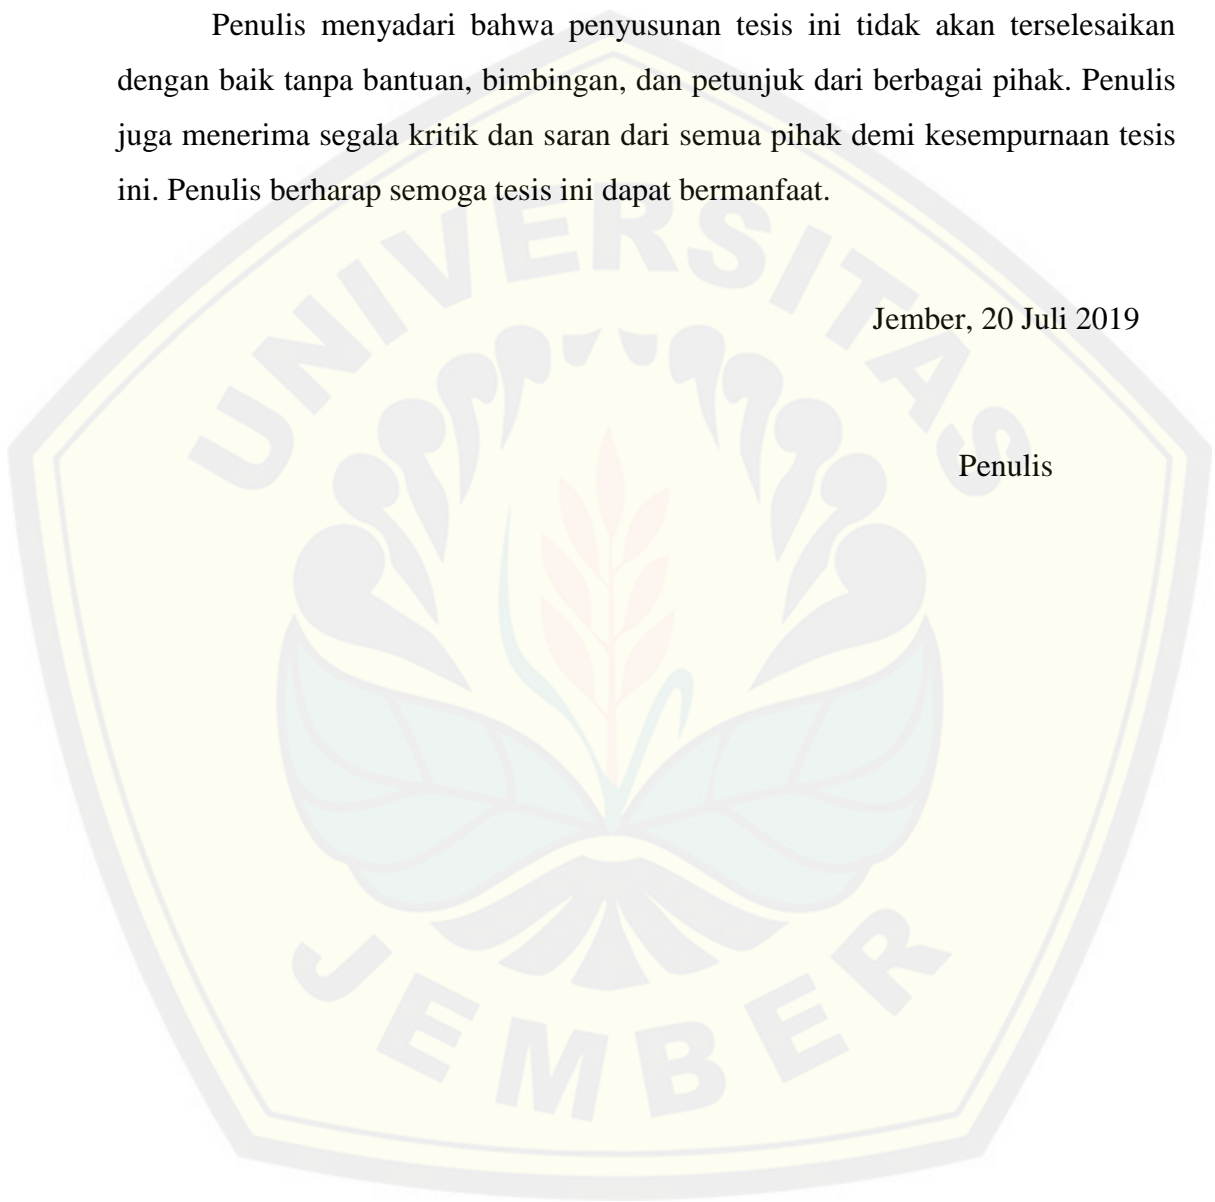 Penulis menyadari bahwa penyusunan tesis ini tidak akan terselesaikan
dengan baik tanpa bantuan, bimbingan, dan petunjuk dari berbagai pihak. Penulis
juga menerima segala kritik dan saran dari semua pihak demi kesempurnaan tesis
ini. Penulis berharap semoga tesis ini dapat bermanfaat.
UNIVERSITAS
Jember, 20 Juli 2019
Penulis
JEMBER